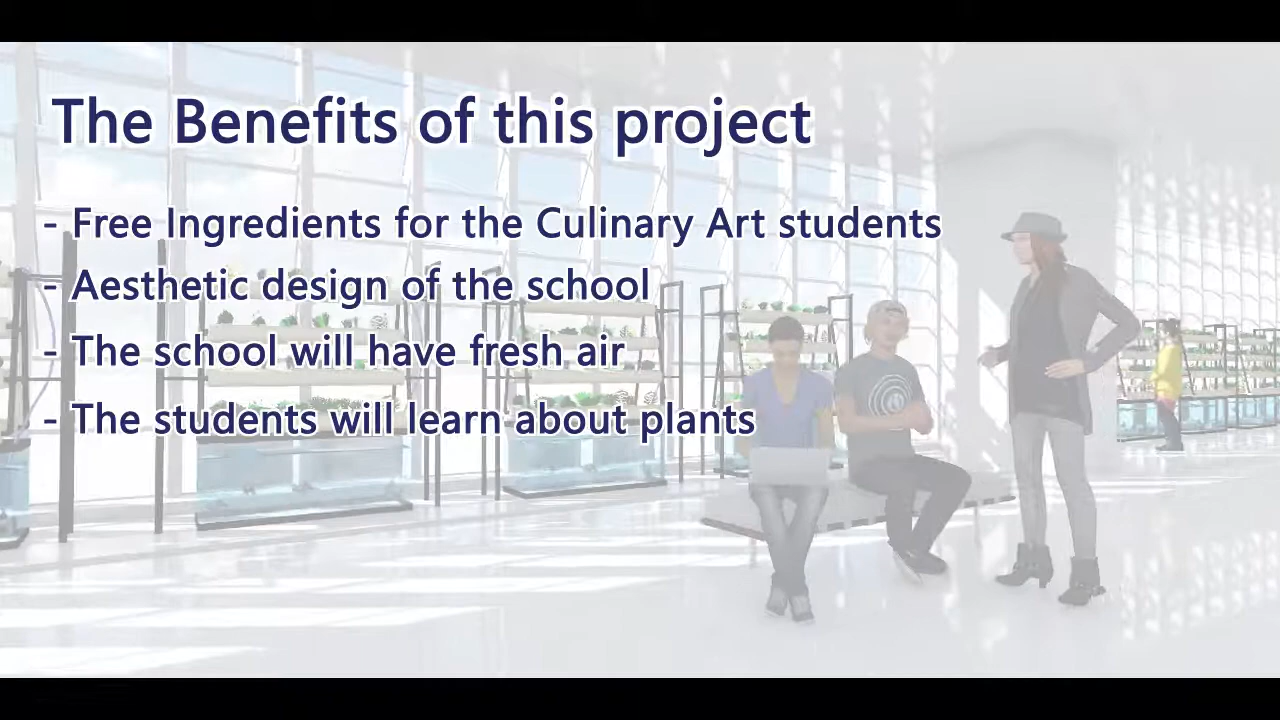 The Benefits of this project
- Free Ingredients for the Culinary Art students
- Aesthetic design of the school
- The school will have fresh air
- The students will learn about plants